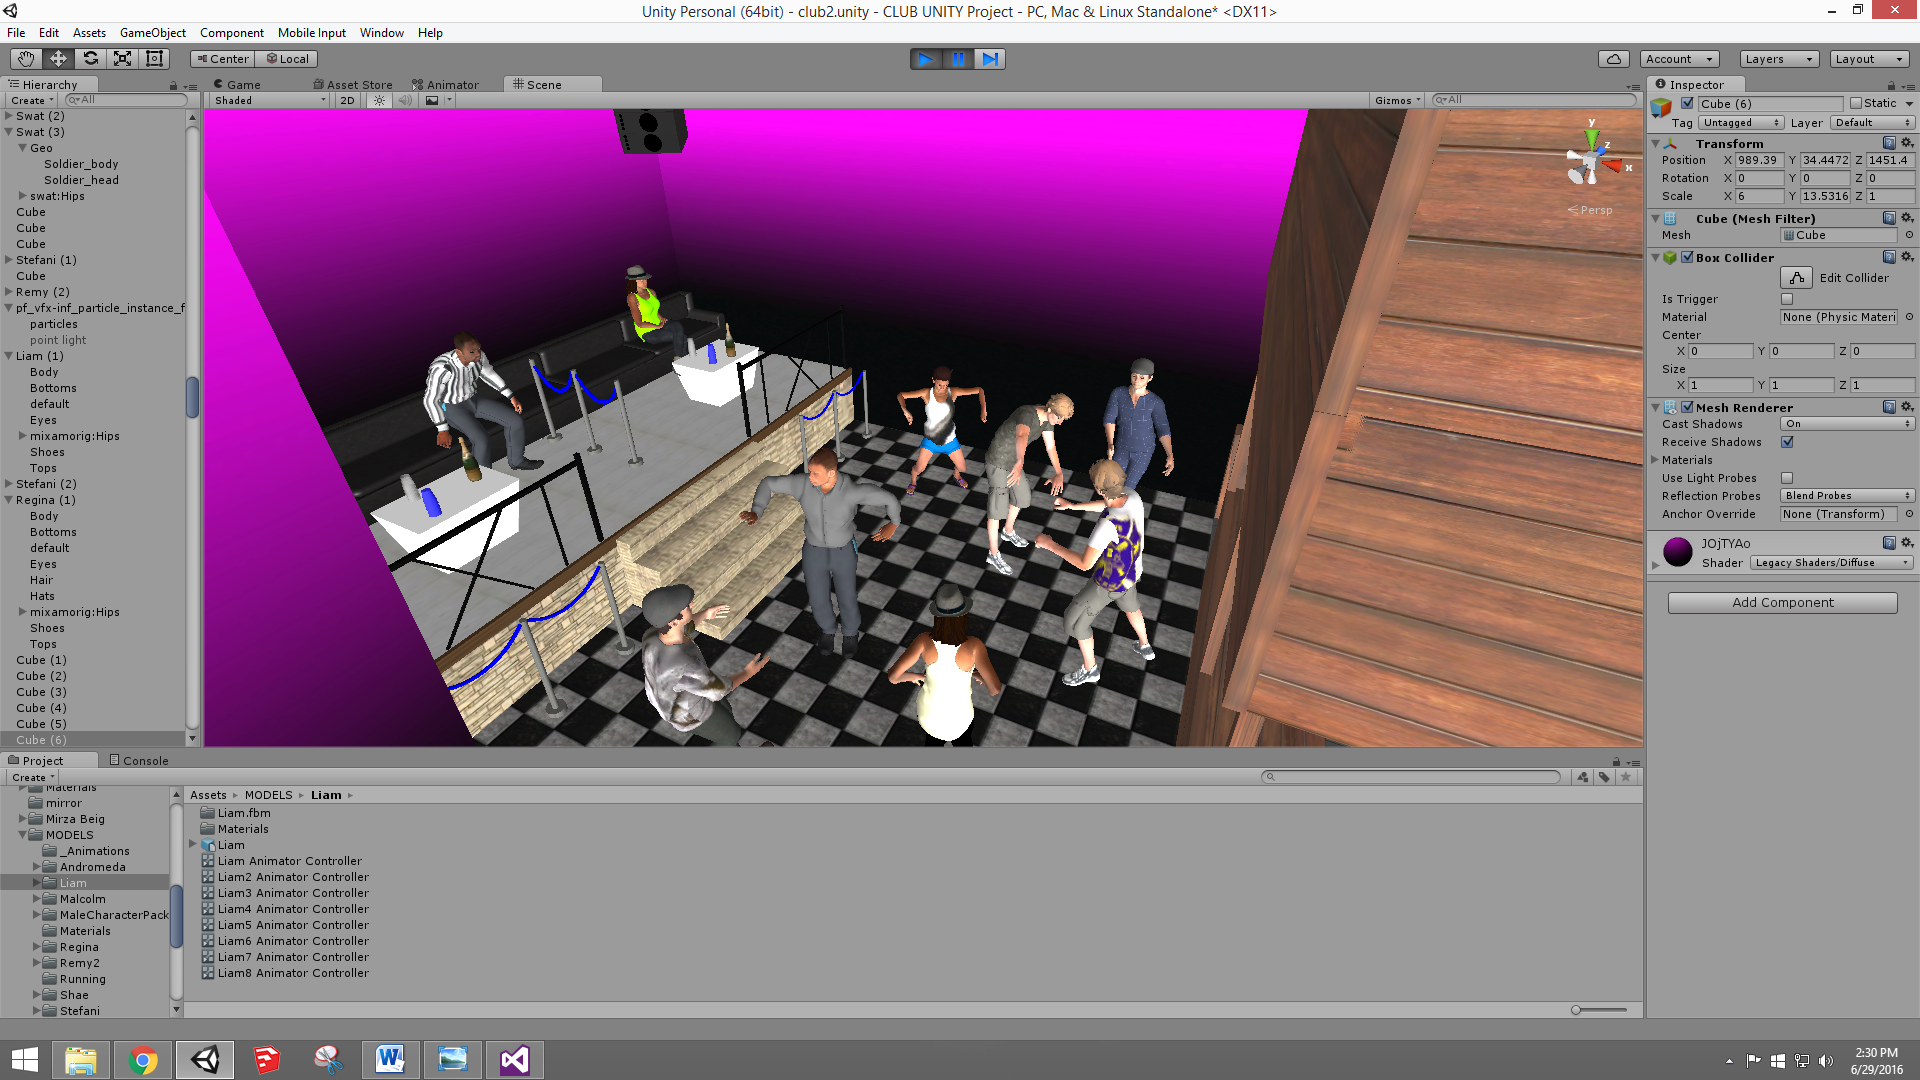 Unity Personal (64bit) - club2.unity - CLUB UNITY Project - PC, Mac & Linux Standalone* <DX11>
File Edit Assets GameObject Component Mobile Input Window Help
Center Local
Account Layers Layout
Hierarchy
Create All
Swat (2)
Swat (3)
Geo
Soldier_body
Soldier_head
swat:Hips
Cube
Cube
Cube
Stefani (1)
Cube
Remy (2)
pf_vfx-inf_particle_instance_f
particles
point light
Liam (1)
Body
Bottoms
default
Eyes
mixamorig:Hips
Shoes
Tops
Stefani (2)
Regina (1)
Body
Bottoms
default
Eyes
Hair
Hats
mixamorig:Hips
Shoes
Tops
Cube (1)
Cube (2)
Cube (3)
Cube (4)
Cube (5)
Cube (6)
Game Asset Store Animator Scene
Shaded 2D Gizmos All
y
z
x
Persp
Inspector
Cube (6) Static
Tag Untagged Layer Default
Transform
Position X 989.39 Y 34.4472 Z 1451.4
Rotation X 0 Y 0 Z 0
Scale X 6 Y 13.5316 Z 1
Cube (Mesh Filter)
Mesh Cube
Box Collider
Edit Collider
Is Trigger
Material None (Physic Materi
Center
X 0 Y 0 Z 0
Size
X 1 Y 1 Z 1
Mesh Renderer
Cast Shadows On
Receive Shadows
Materials
Use Light Probes
Reflection Probes Blend Probes
Anchor Override None (Transform)
JOjTYAo
Shader Legacy Shaders/Diffuse
Add Component
Project Console
Create
Materials
mirror
Mirza Beig
MODELS
_Animations
Andromeda
Liam
Malcolm
MaleCharacterPack
Materials
Regina
Remy2
Running
Shae
Stefani
Assets MODELS Liam
Liam.fbm
Materials
Liam
Liam Animator Controller
Liam2 Animator Controller
Liam3 Animator Controller
Liam4 Animator Controller
Liam5 Animator Controller
Liam6 Animator Controller
Liam7 Animator Controller
Liam8 Animator Controller
2:30 PM
6/29/2016